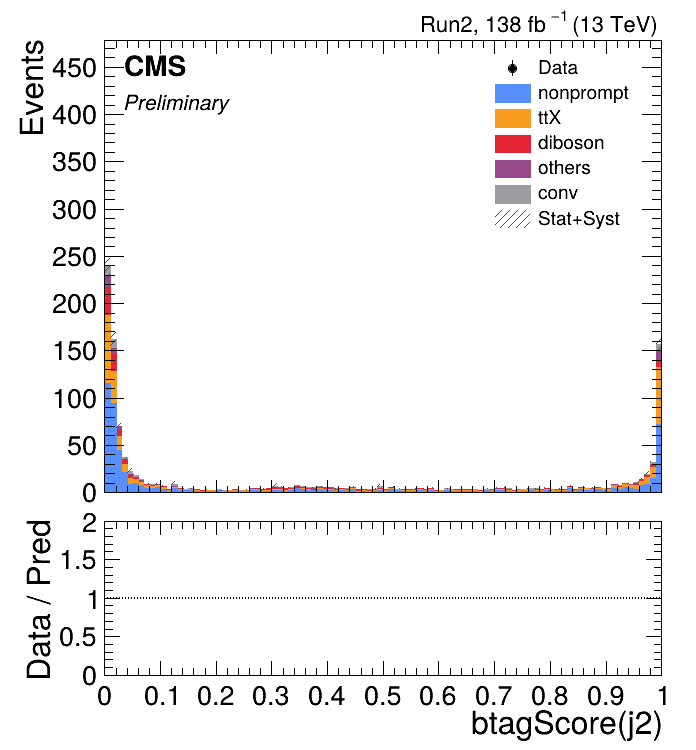 Run2, 138 fb⁻¹ (13 TeV)
CMS
Preliminary
Events
450
400
350
300
250
200
150
100
50
0
Data
nonprompt
ttX
diboson
others
conv
Stat+Syst
Data / Pred
2
1.5
1
0.5
0
0 0.1 0.2 0.3 0.4 0.5 0.6 0.7 0.8 0.9 1
btagScore(j2)